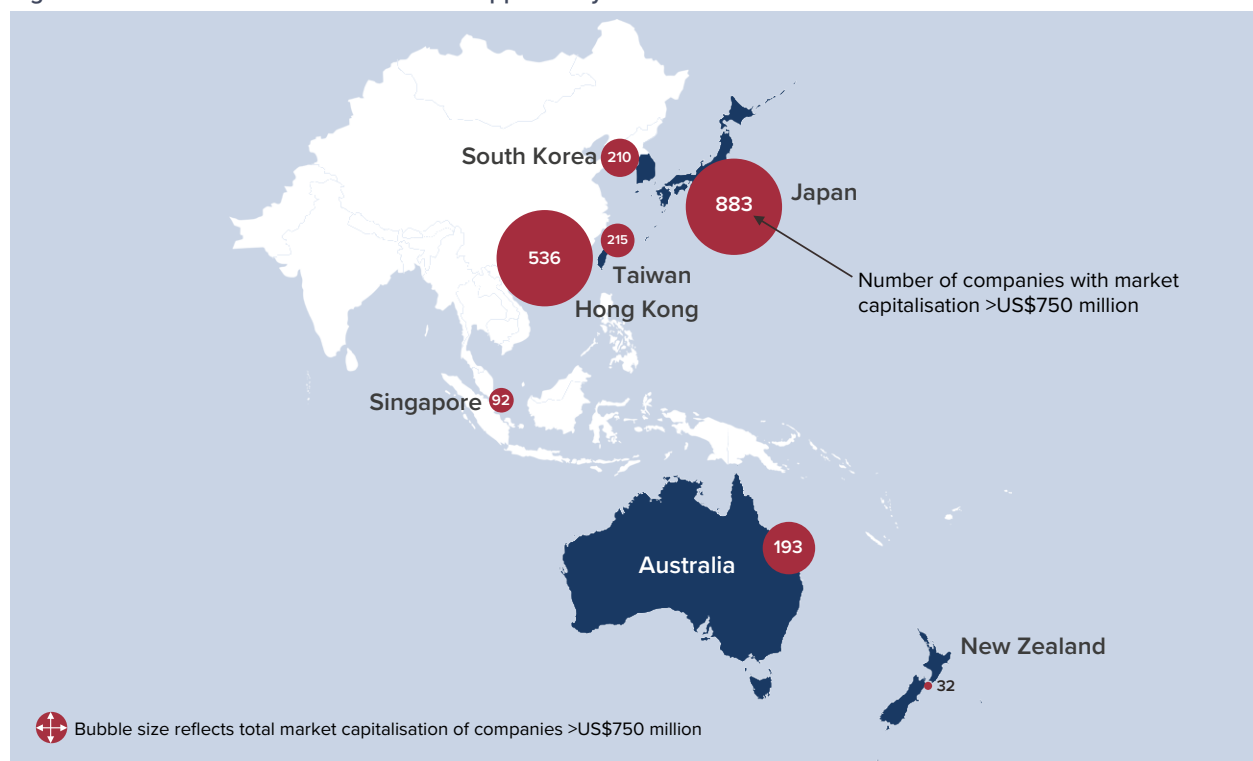 South Korea
210
883
Japan
536
215
Taiwan
Hong Kong
Number of companies with market
capitalisation >US$750 million
Singapore
92
193
Australia
New Zealand
32
Bubble size reflects total market capitalisation of companies >US$750 million